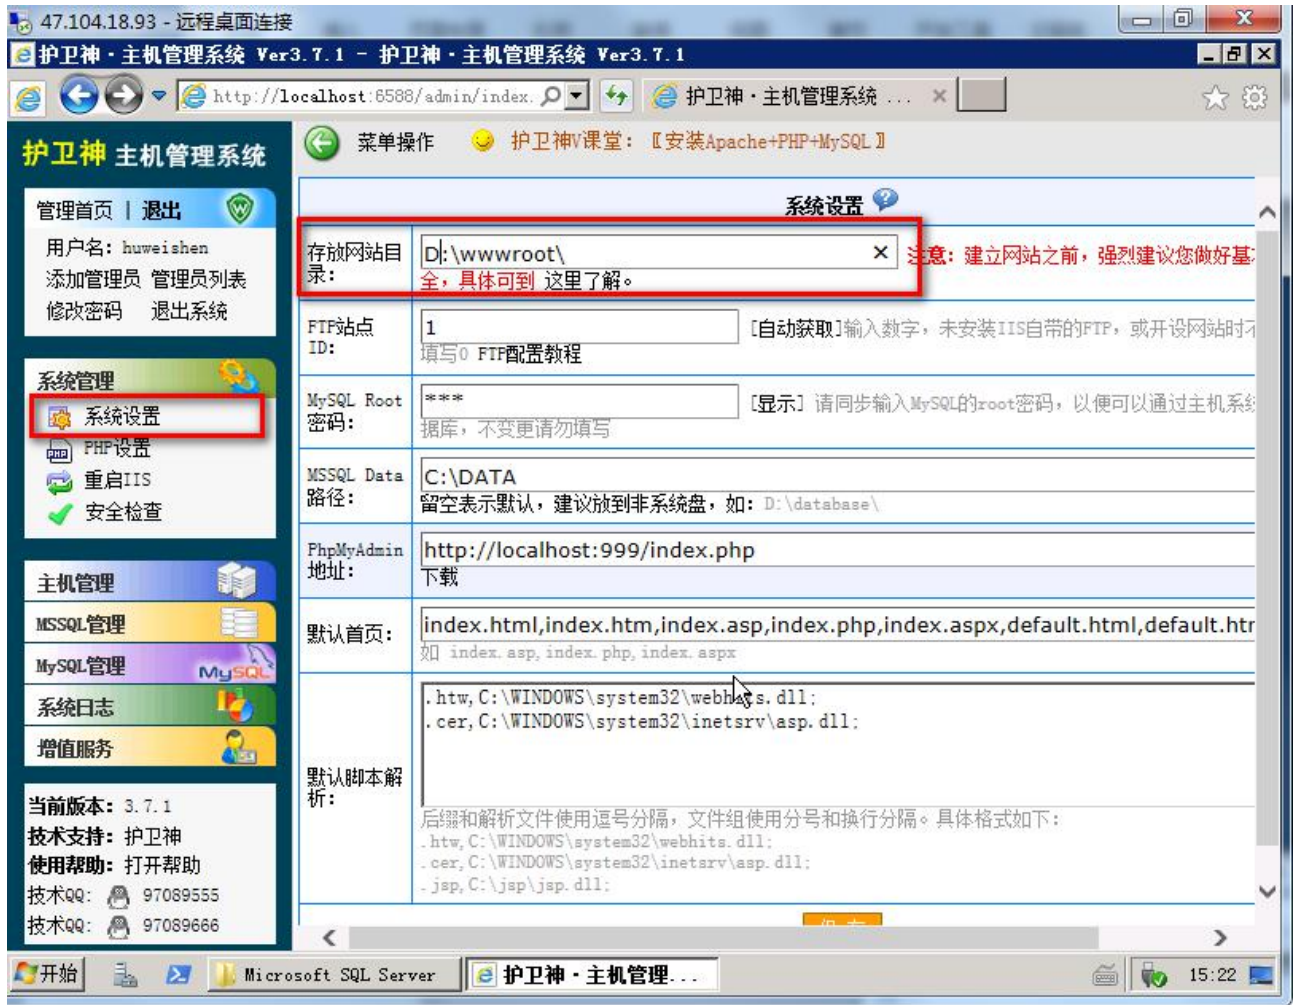 47.104.18.93 - 远程桌面连接
护卫神·主机管理系统 Ver3.7.1 - 护卫神·主机管理系统 Ver3.7.1
http://localhost:6588/admin/index.
护卫神·主机管理系统 ...
护卫神 主机管理系统
菜单操作
护卫神V课堂：〖安装Apache+PHP+MySQL〗
管理首页 | 退出
用户名: huweishen
添加管理员 管理员列表
修改密码 退出系统
系统管理
系统设置
PHP设置
重启IIS
安全检查
主机管理
MSSQL管理
MySQL管理
MySQL
系统日志
增值服务
当前版本: 3.7.1
技术支持: 护卫神
使用帮助: 打开帮助
技术QQ: 97089555
技术QQ: 97089666
系统设置
存放网站目录：
D:\wwwroot\
注意：建立网站之前，强烈建议您做好基
全，具体可到 这里了解。
FTP站点ID:
1
[自动获取]输入数字，未安装IIS自带的FTP，或开设网站时
填写0 FTP配置教程
MySQL Root密码：
***
[显示] 请同步输入MySQL的root密码，以便可以通过主机系
据库，不变更请勿填写
MSSQL Data路径：
C:\DATA
留空表示默认，建议放到非系统盘，如：D:\database\
PhpMyAdmin地址：
http://localhost:999/index.php
下载
默认首页：
index.html,index.htm,index.asp,index.php,index.aspx,default.html,default.htm
如 index.asp,index.php,index.aspx
默认脚本解析：
.htw,C:\WINDOWS\system32\webhits.dll;
.cer,C:\WINDOWS\system32\inetsrv\asp.dll;
后缀和解析文件使用逗号分隔，文件组使用分号和换行分隔。具体格式如下：
.htw,C:\WINDOWS\system32\webhits.dll;
.cer,C:\WINDOWS\system32\inetsrv\asp.dll;
.jsp,C:\jsp\jsp.dll;
开始
Microsoft SQL Server
护卫神·主机管理...
15:22